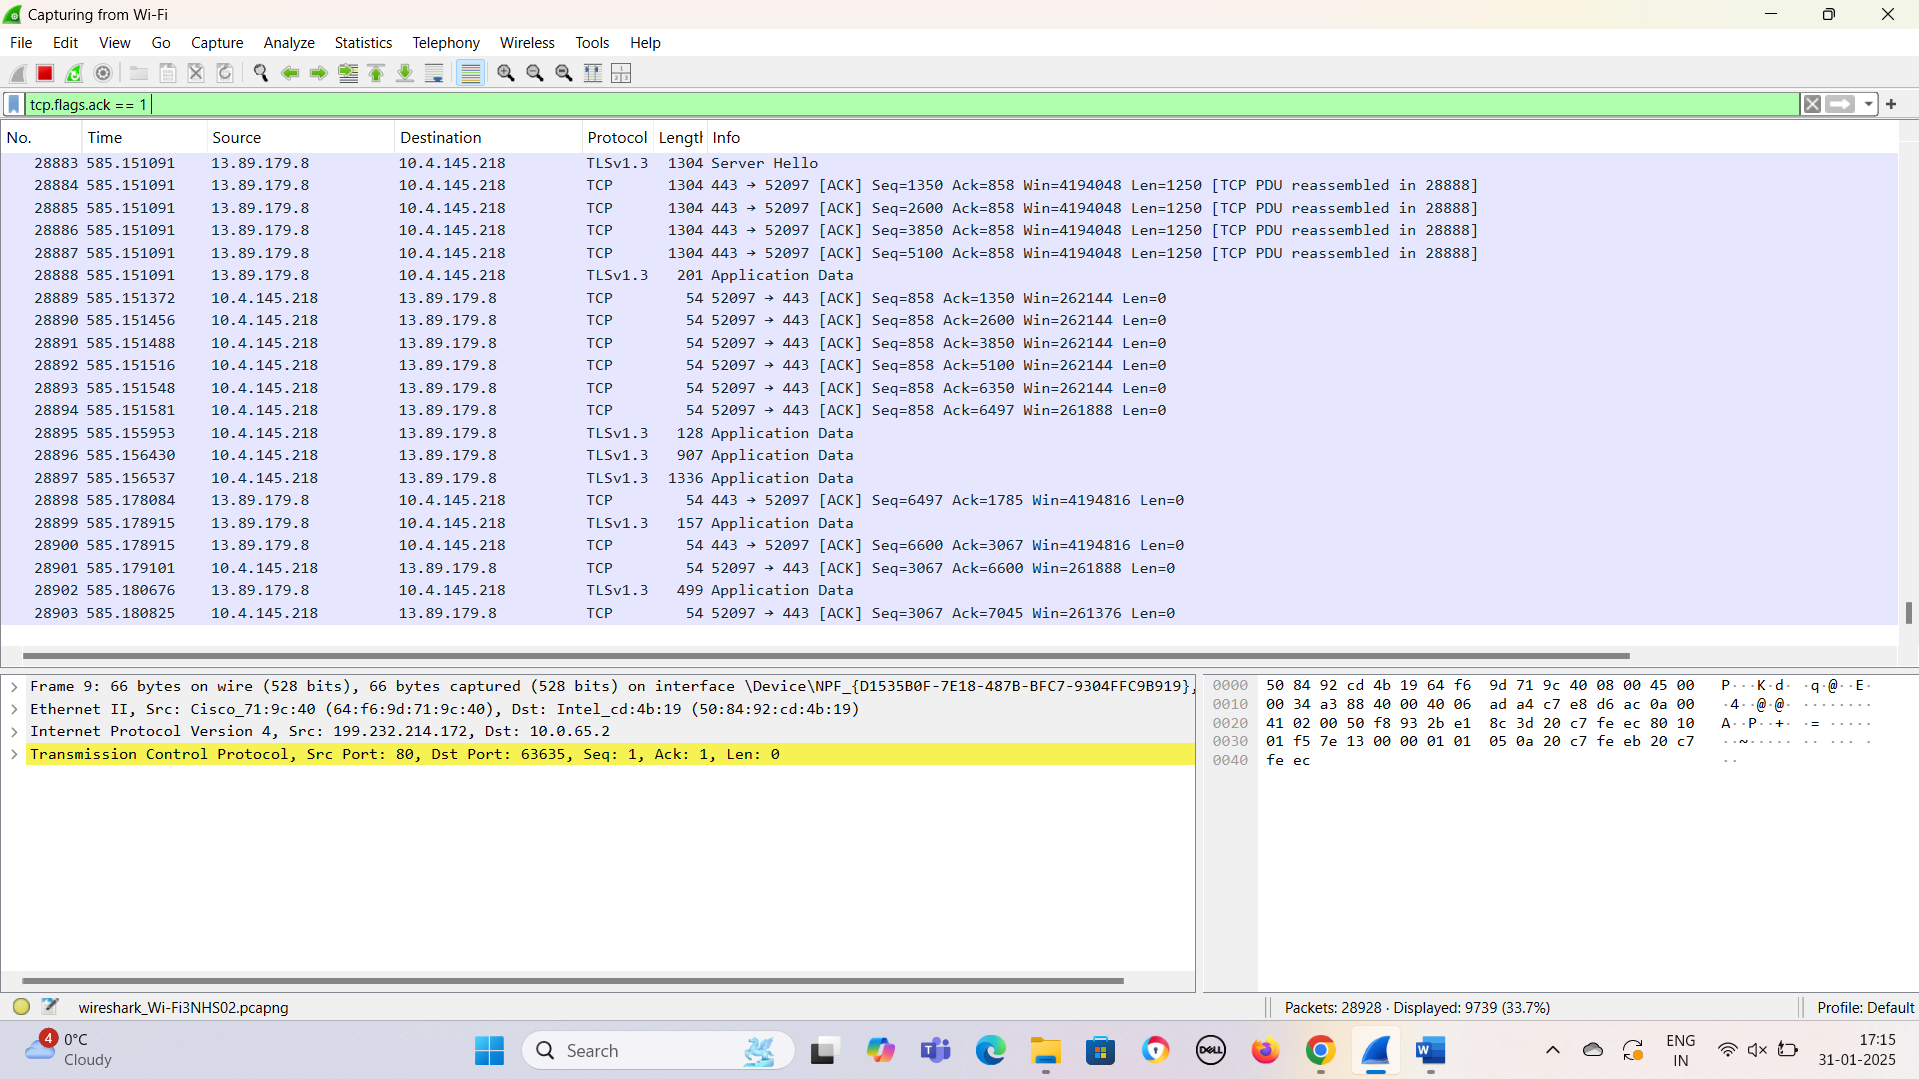 Capturing from Wi-Fi
File Edit View Go Capture Analyze Statistics Telephony Wireless Tools Help
tcp.flags.ack == 1
No. Time Source Destination Protocol Length Info
28883 585.151091 13.89.179.8 10.4.145.218 TLSv1.3 1304 Server Hello
28884 585.151091 13.89.179.8 10.4.145.218 TCP 1304 443 → 52097 [ACK] Seq=1350 Ack=858 Win=4194048 Len=1250 [TCP PDU reassembled in 28888]
28885 585.151091 13.89.179.8 10.4.145.218 TCP 1304 443 → 52097 [ACK] Seq=2600 Ack=858 Win=4194048 Len=1250 [TCP PDU reassembled in 28888]
28886 585.151091 13.89.179.8 10.4.145.218 TCP 1304 443 → 52097 [ACK] Seq=3850 Ack=858 Win=4194048 Len=1250 [TCP PDU reassembled in 28888]
28887 585.151091 13.89.179.8 10.4.145.218 TCP 1304 443 → 52097 [ACK] Seq=5100 Ack=858 Win=4194048 Len=1250 [TCP PDU reassembled in 28888]
28888 585.151091 13.89.179.8 10.4.145.218 TLSv1.3 201 Application Data
28889 585.151372 10.4.145.218 13.89.179.8 TCP 54 52097 → 443 [ACK] Seq=858 Ack=1350 Win=262144 Len=0
28890 585.151456 10.4.145.218 13.89.179.8 TCP 54 52097 → 443 [ACK] Seq=858 Ack=2600 Win=262144 Len=0
28891 585.151488 10.4.145.218 13.89.179.8 TCP 54 52097 → 443 [ACK] Seq=858 Ack=3850 Win=262144 Len=0
28892 585.151516 10.4.145.218 13.89.179.8 TCP 54 52097 → 443 [ACK] Seq=858 Ack=5100 Win=262144 Len=0
28893 585.151548 10.4.145.218 13.89.179.8 TCP 54 52097 → 443 [ACK] Seq=858 Ack=6350 Win=262144 Len=0
28894 585.151581 10.4.145.218 13.89.179.8 TCP 54 52097 → 443 [ACK] Seq=858 Ack=6497 Win=261888 Len=0
28895 585.155953 10.4.145.218 13.89.179.8 TLSv1.3 128 Application Data
28896 585.156430 10.4.145.218 13.89.179.8 TLSv1.3 907 Application Data
28897 585.156537 10.4.145.218 13.89.179.8 TLSv1.3 1336 Application Data
28898 585.178084 13.89.179.8 10.4.145.218 TCP 54 443 → 52097 [ACK] Seq=6497 Ack=1785 Win=4194816 Len=0
28899 585.178915 13.89.179.8 10.4.145.218 TLSv1.3 157 Application Data
28900 585.178915 13.89.179.8 10.4.145.218 TCP 54 443 → 52097 [ACK] Seq=6600 Ack=3067 Win=4194816 Len=0
28901 585.179101 10.4.145.218 13.89.179.8 TCP 54 52097 → 443 [ACK] Seq=3067 Ack=6600 Win=261888 Len=0
28902 585.180676 13.89.179.8 10.4.145.218 TLSv1.3 499 Application Data
28903 585.180825 10.4.145.218 13.89.179.8 TCP 54 52097 → 443 [ACK] Seq=3067 Ack=7045 Win=261376 Len=0
Frame 9: 66 bytes on wire (528 bits), 66 bytes captured (528 bits) on interface \Device\NPF_{D1535B0F-7E18-487B-BFC7-9304FFC9B919},
Ethernet II, Src: Cisco_71:9c:40 (64:f6:9d:71:9c:40), Dst: Intel_cd:4b:19 (50:84:92:cd:4b:19)
Internet Protocol Version 4, Src: 199.232.214.172, Dst: 10.0.65.2
Transmission Control Protocol, Src Port: 80, Dst Port: 63635, Seq: 1, Ack: 1, Len: 0
0000 50 84 92 cd 4b 19 64 f6 9d 71 9c 40 08 00 45 00 P···K·d· ·q·@··E·
0010 00 34 a3 88 40 00 40 06 ad a4 c7 e8 d6 ac 0a 00 ·4··@·@· ········
0020 41 02 00 50 f8 93 2b e1 8c 3d 20 c7 fe ec 80 10 A··P··+· ·= ·····
0030 01 f5 7e 13 00 00 01 01 05 0a 20 c7 fe eb 20 c7 ··~····· ·· ··· ·
0040 fe ec ··
wireshark_Wi-Fi3NHS02.pcapng
Packets: 28928 · Displayed: 9739 (33.7%)
Profile: Default
4
0°C
Cloudy
Search
DELL
ENG
IN
17:15
31-01-2025